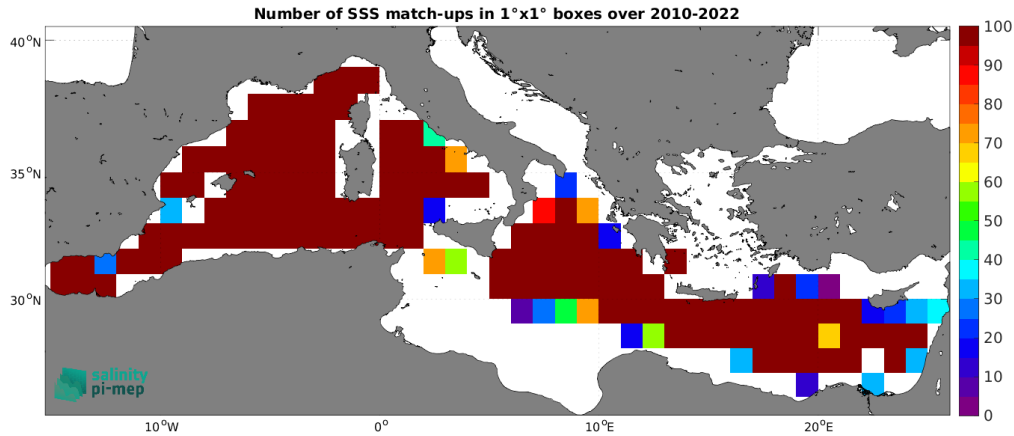 Number of SSS match-ups in 1°x1° boxes over 2010-2022
40°N
35°N
30°N
10°W
0°
10°E
20°E
100
90
80
70
60
50
40
30
20
10
0
salinity
pi-mep